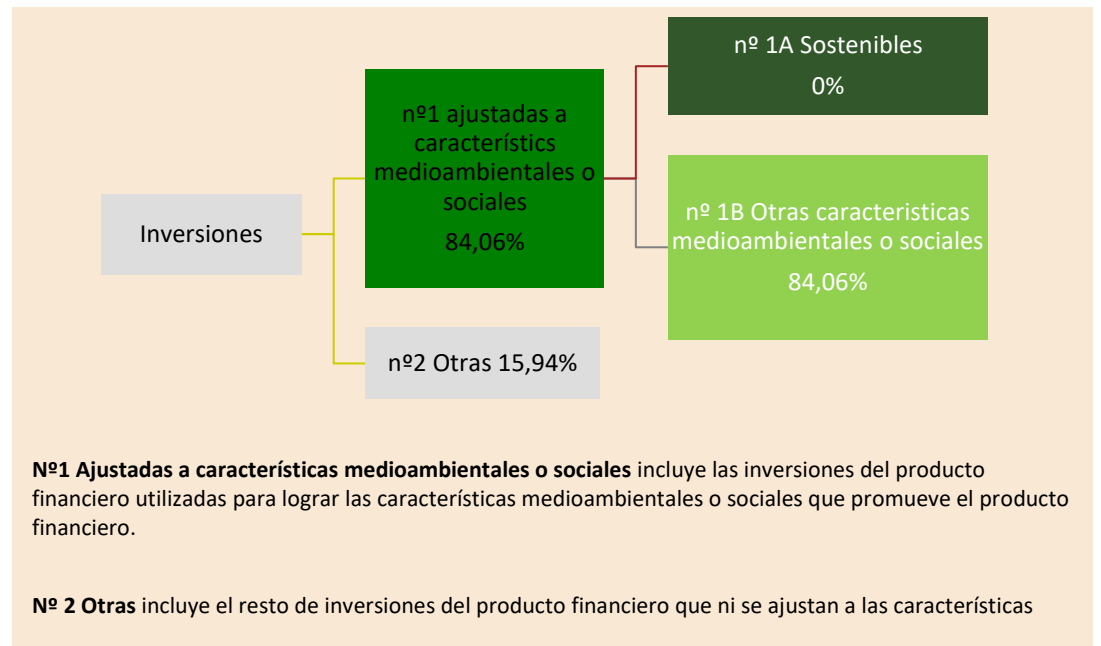 nº 1A Sostenibles
0%
nº1 ajustadas a
característics
medioambientales o
sociales
84,06%
nº 1B Otras caracteristicas
medioambientales o sociales
84,06%
Inversiones
nº2 Otras 15,94%
Nº1 Ajustadas a características medioambientales o sociales incluye las inversiones del producto
financiero utilizadas para lograr las características medioambientales o sociales que promueve el producto
financiero.
Nº 2 Otras incluye el resto de inversiones del producto financiero que ni se ajustan a las características